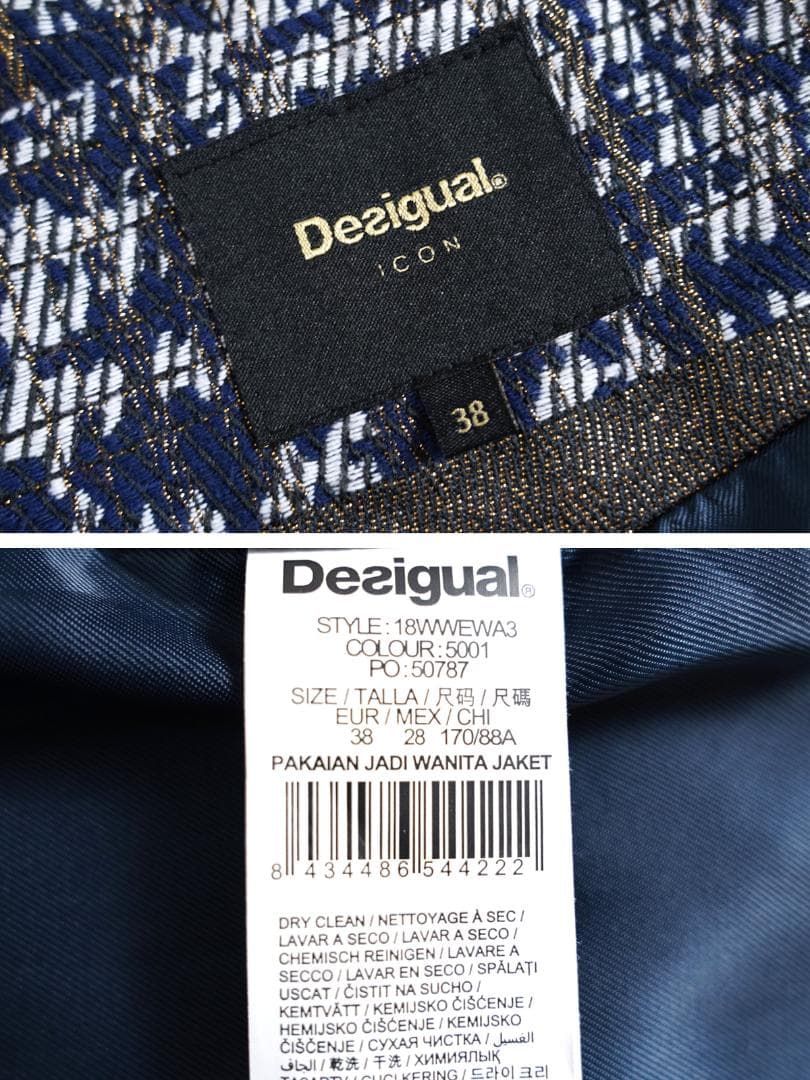 Desigual®
ICON
38
Desigual®
STYLE:18WWEWA3
COLOUR:5001
PO:50787
SIZE / TALLA / 尺码 / 尺碼
EUR / MEX / CHI
38 28 170/88A
PAKAIAN JADI WANITA JAKET
8 434486 544222
DRY CLEAN / NETTOYAGE À SEC /
LAVAR A SECO / LAVAR A SECO /
CHEMISCH REINIGEN / LAVARE A
SECCO / LAVAR EN SECO / SPĂLAȚI
USCAT / ČISTIT NA SUCHO /
KEMTVÄTT / KEMIJSKO ČIŠĆENJE /
HEMIJSKO ČIŠĆENJE / KEMIJSKO
ČIŠČENJE / СУХАЯ ЧИСТКА / الغسيل
الجاف / 乾洗 / 干洗 / ХИМИЯЛЫҚ